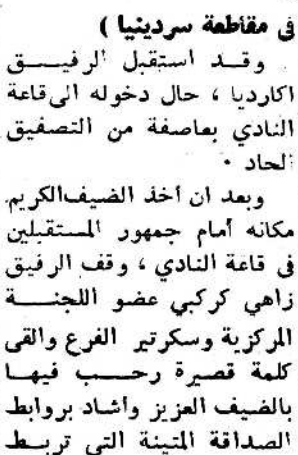 في مقاطعة سردينيا )
وقد استقبل الرفيق
اكارديا ، حال دخوله الى قاعة
النادي بعاصفة من التصفيق
الحاد ٠
وبعد ان أخذ الضيف الكريم
مكانه أمام جمهور المستقبلين
في قاعة النادي ، وقف الرفيق
زاهي كركبي عضو اللجنة
المركزية وسكرتير الفرع والقى
كلمة قصيرة رحب فيها
بالضيف العزيز واشاد بروابط
الصداقة المتينة التي تربط